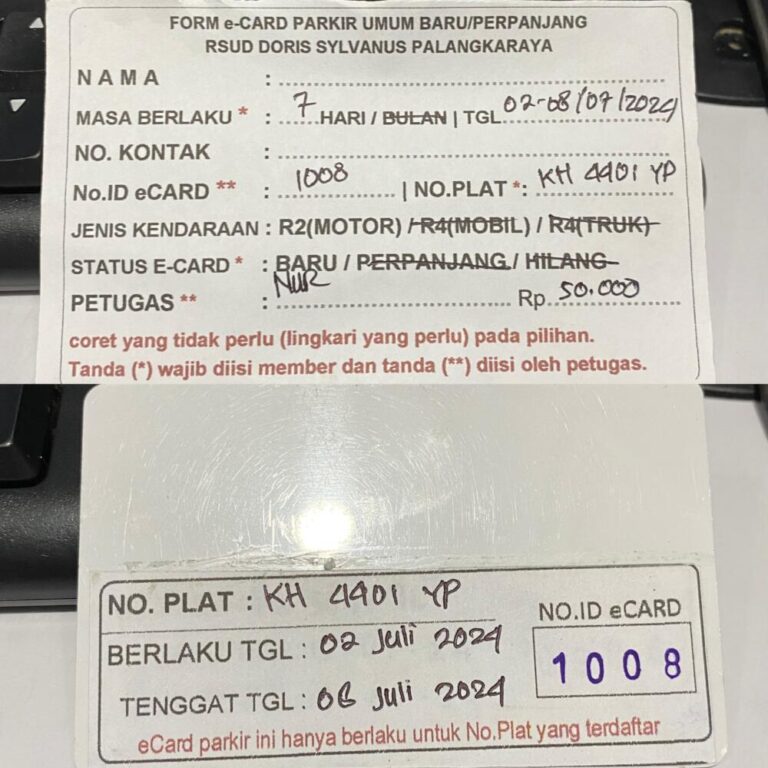 FORM e-CARD PARKIR UMUM BARU/PERPANJANG
RSUD DORIS SYLVANUS PALANGKARAYA
NAMA :
MASA BERLAKU * : 7 HARI / BULAN | TGL 02-08/07/2024
NO. KONTAK :
No.ID eCARD ** : 1008 | NO.PLAT *: KH 4401 YP
JENIS KENDARAAN : R2(MOTOR) / R4(MOBIL) / R4(TRUK)
STATUS E-CARD * : BARU / PERPANJANG / HILANG
PETUGAS ** : NUR Rp 50.000
coret yang tidak perlu (lingkari yang perlu) pada pilihan.
Tanda (*) wajib diisi member dan tanda (**) diisi oleh petugas.
NO. PLAT : KH 4401 YP
BERLAKU TGL : 02 Juli 2024
TENGGAT TGL : 08 Juli 2024
NO.ID eCARD
1008
eCard parkir ini hanya berlaku untuk No.Plat yang terdaftar